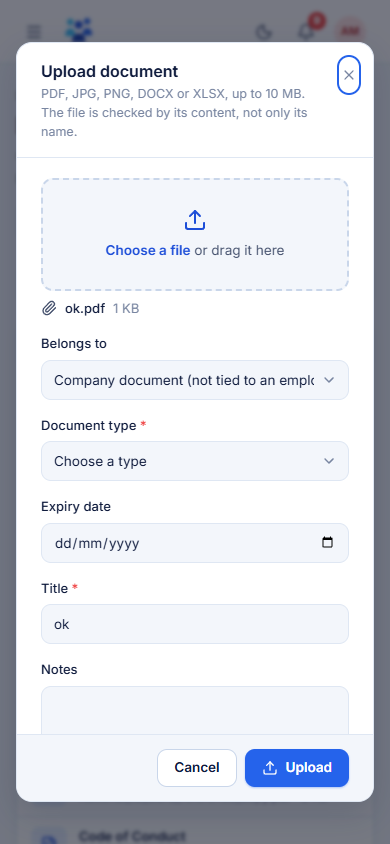 Upload document
PDF, JPG, PNG, DOCX or XLSX, up to 10 MB.
The file is checked by its content, not only its
name.
Choose a file or drag it here
ok.pdf 1 KB
Belongs to
Company document (not tied to an emplo
Document type *
Choose a type
Expiry date
dd/mm/yyyy
Title *
ok
Notes
Cancel Upload
Code of Conduct